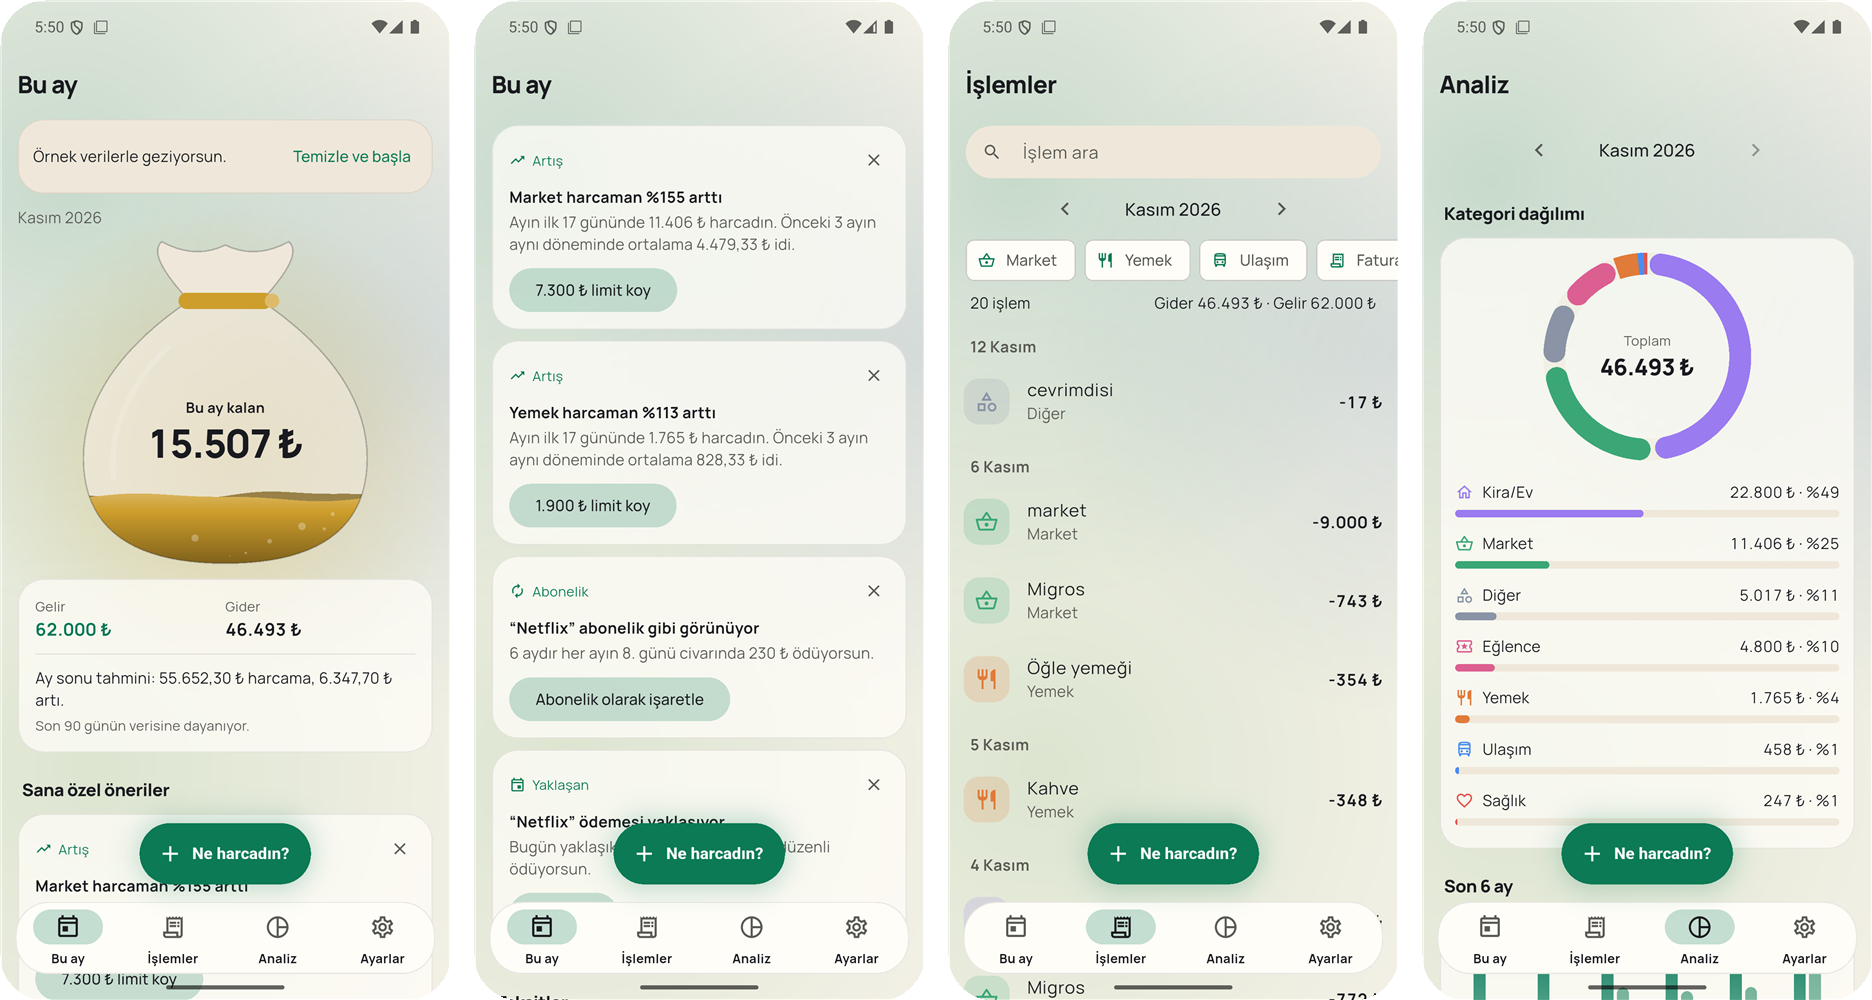 5:50
Bu ay
Örnek verilerle geziyorsun.
Temizle ve başla
Kasım 2026
Bu ay kalan
15.507 ₺
Gelir
Gider
62.000 ₺
46.493 ₺
Ay sonu tahmini: 55.652,30 ₺ harcama, 6.347,70 ₺
artı.
Son 90 günün verisine dayanıyor.
Sana özel öneriler
Artış
Market harcaman %155 arttı
+ Ne harcadın?
Bu ay
İşlemler
Analiz
Ayarlar
7.300 ₺ limit koy
5:50
Bu ay
Artış
Market harcaman %155 arttı
Ayın ilk 17 gününde 11.406 ₺ harcadın. Önceki 3 ayın
aynı döneminde ortalama 4.479,33 ₺ idi.
7.300 ₺ limit koy
Artış
Yemek harcaman %113 arttı
Ayın ilk 17 gününde 1.765 ₺ harcadın. Önceki 3 ayın
aynı döneminde ortalama 828,33 ₺ idi.
1.900 ₺ limit koy
Abonelik
“Netflix” abonelik gibi görünüyor
6 aydır her ayın 8. günü civarında 230 ₺ ödüyorsun.
Abonelik olarak işaretle
Yaklaşan
“Netflix” ödemesi yaklaşıyor
Bugün yaklaşık
düzenli
ödüyorsun.
+ Ne harcadın?
Bu ay
İşlemler
Analiz
Ayarlar
5:50
İşlemler
İşlem ara
Kasım 2026
Market
Yemek
Ulaşım
Fatura
20 işlem
Gider 46.493 ₺ · Gelir 62.000 ₺
12 Kasım
cevrimdisi
Diğer
-17 ₺
6 Kasım
market
Market
-9.000 ₺
Migros
Market
-743 ₺
Öğle yemeği
Yemek
-354 ₺
5 Kasım
Kahve
Yemek
-348 ₺
4 Kasım
+ Ne harcadın?
Bu ay
İşlemler
Analiz
Ayarlar
Migros
-772 ₺
5:50
Analiz
Kasım 2026
Kategori dağılımı
Toplam
46.493 ₺
Kira/Ev
22.800 ₺ · %49
Market
11.406 ₺ · %25
Diğer
5.017 ₺ · %11
Eğlence
4.800 ₺ · %10
Yemek
1.765 ₺ · %4
Ulaşım
458 ₺ · %1
Sağlık
247 ₺ · %1
+ Ne harcadın?
Son 6 ay
Bu ay
İşlemler
Analiz
Ayarlar